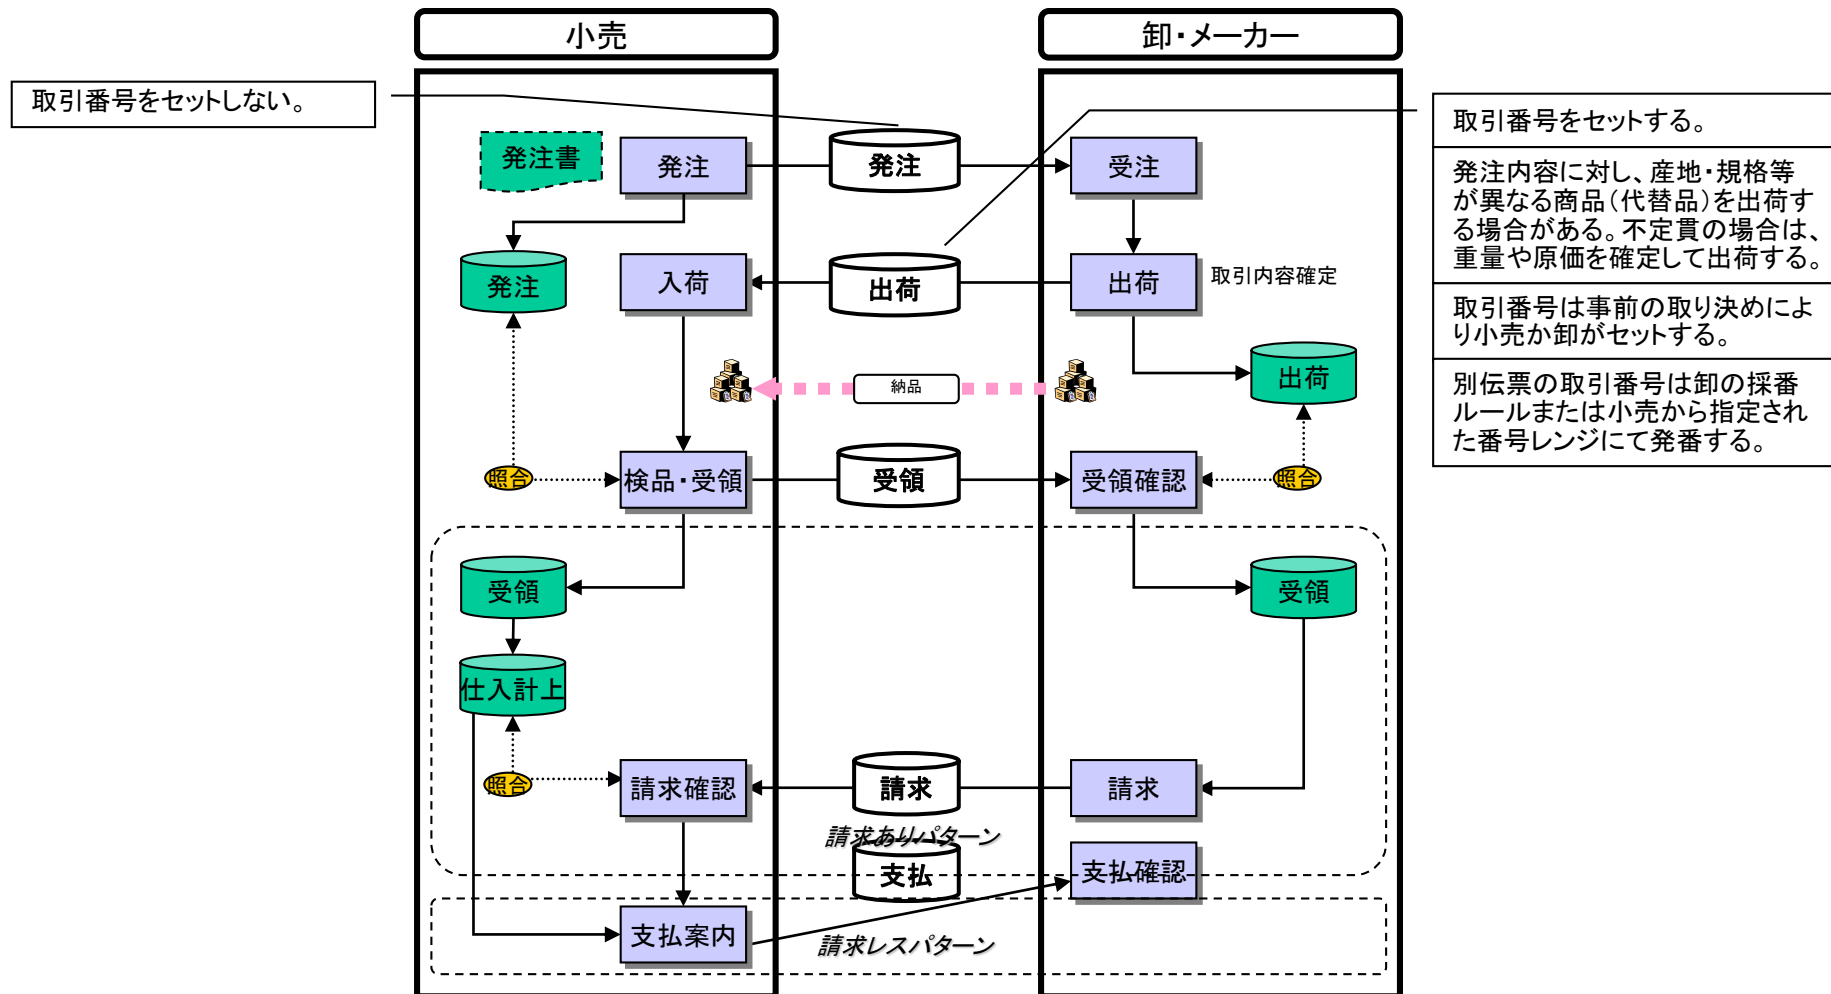 小売
卸・メーカー
取引番号をセットしない。
取引番号をセットする。
発注内容に対し、産地・規格等
が異なる商品(代替品)を出荷す
る場合がある。不定貫の場合は、
重量や原価を確定して出荷する。
取引番号は事前の取り決めによ
り小売か卸がセットする。
別伝票の取引番号は卸の採番
ルールまたは小売から指定され
た番号レンジにて発番する。
発注書
発注
発注
受注
発注
入荷
出荷
出荷
取引内容確定
納品
出荷
照合
検品・受領
受領
受領確認
照合
受領
受領
仕入計上
照合
請求確認
請求
請求
請求ありパターン
支払
支払確認
支払案内
請求レスパターン